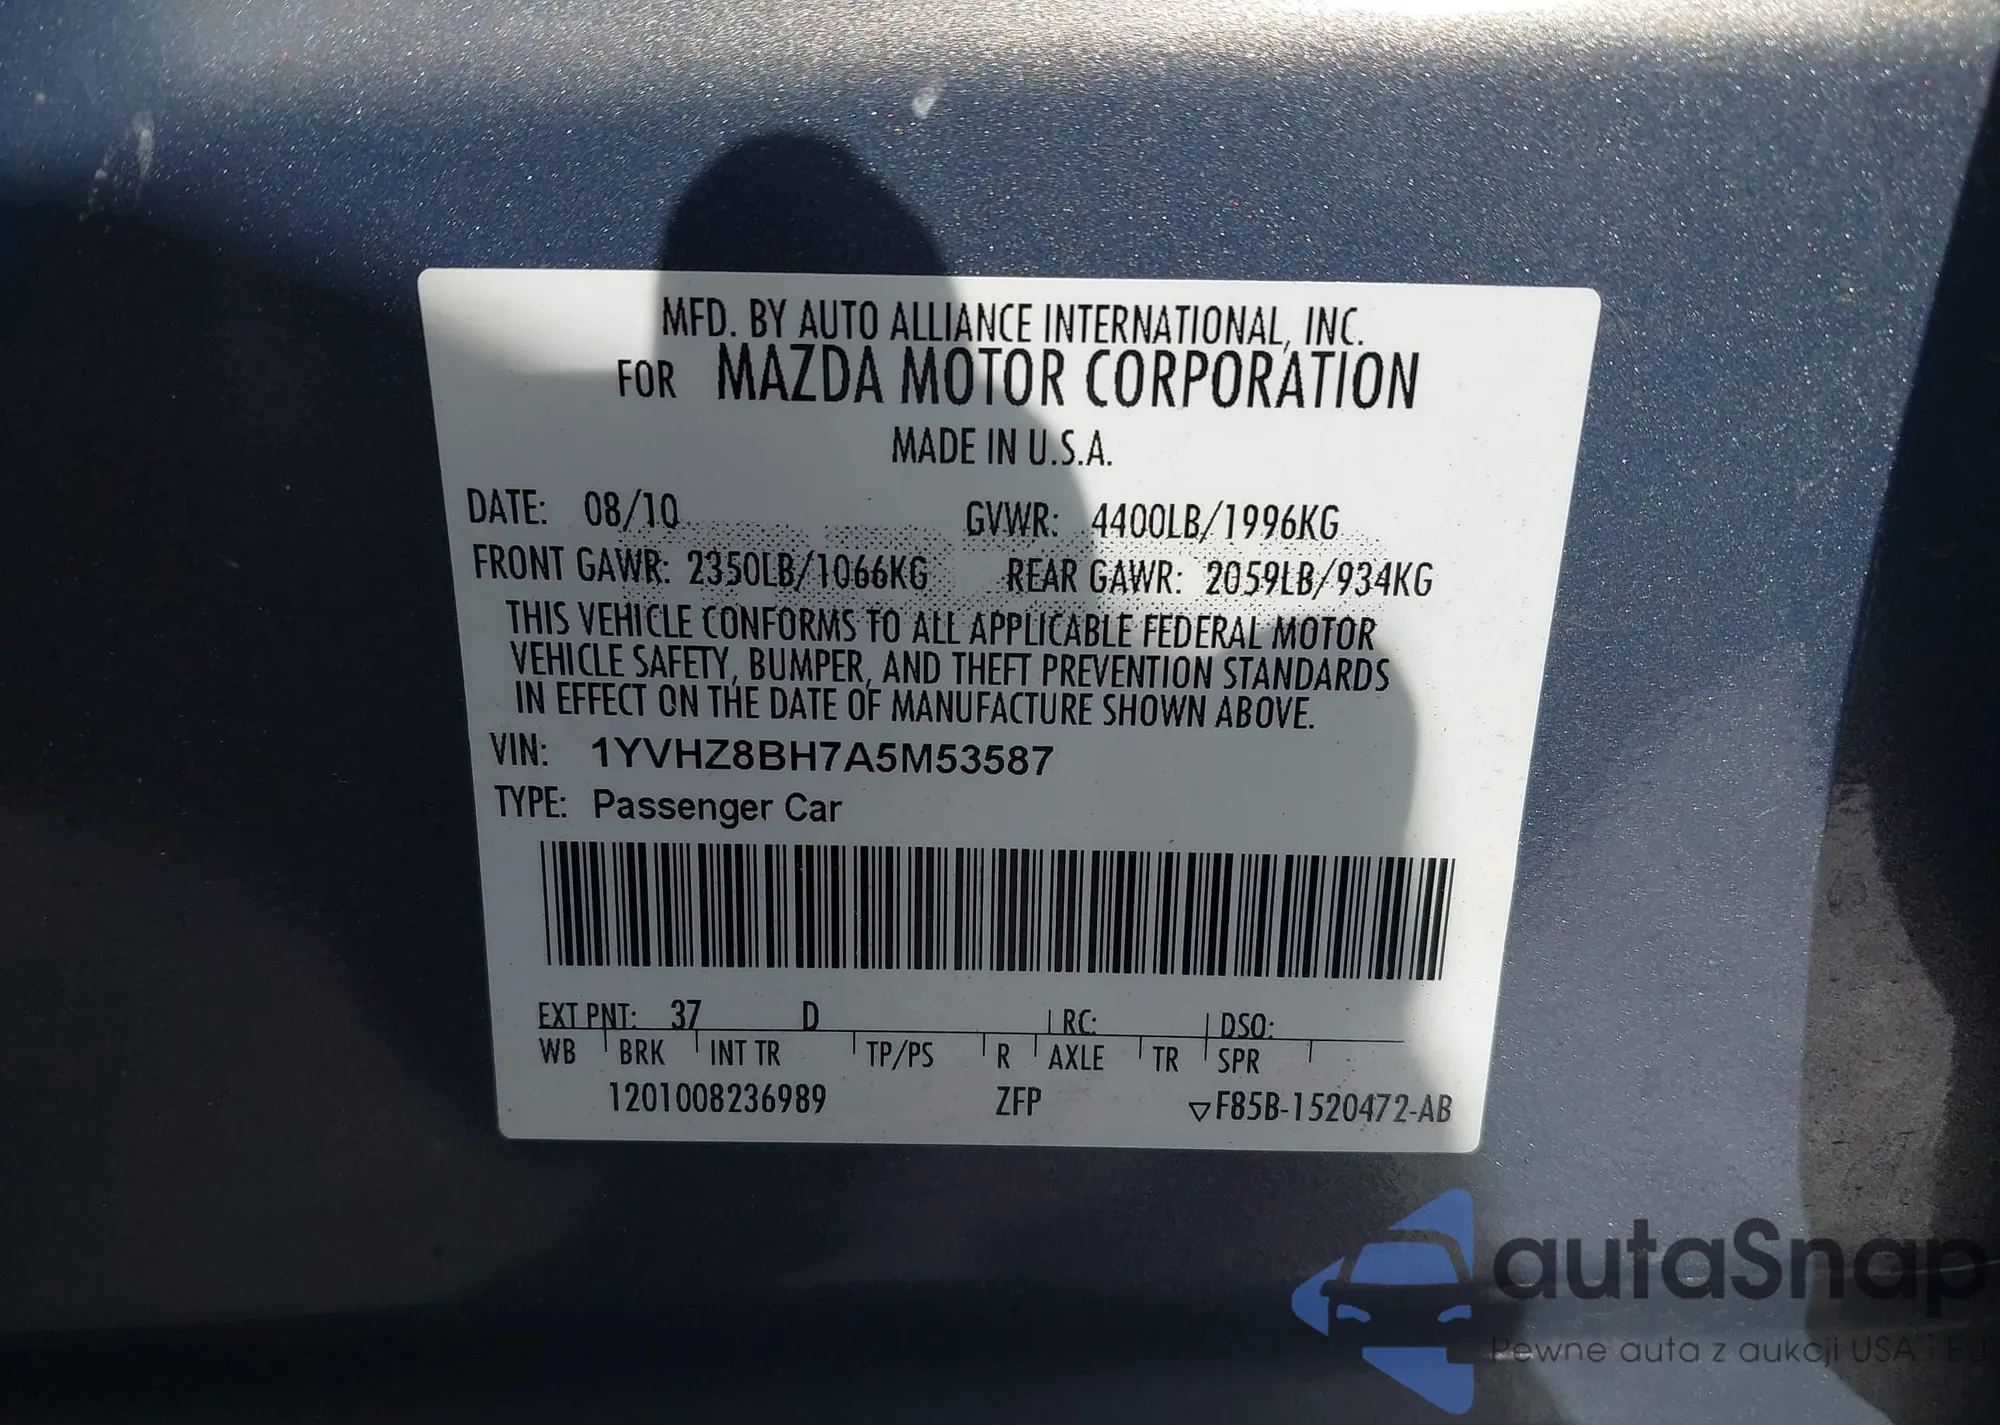 MFD. BY AUTO ALLIANCE INTERNATIONAL, INC.
FOR MAZDA MOTOR CORPORATION
MADE IN U.S.A.
DATE: 08/10 GVWR: 4400LB/1996KG
FRONT GAWR: 2350LB/1066KG REAR GAWR: 2059LB/934KG
THIS VEHICLE CONFORMS TO ALL APPLICABLE FEDERAL MOTOR
VEHICLE SAFETY, BUMPER, AND THEFT PREVENTION STANDARDS
IN EFFECT ON THE DATE OF MANUFACTURE SHOWN ABOVE.
VIN: 1YVHZ8BH7A5M53587
TYPE: Passenger Car
EXT PNT: 37 D RC: DSO:
WB BRK INT TR TP/PS R AXLE TR SPR
1201008236989 ZFP ▽F85B-1520472-AB
autaSnap
Pewne auta z aukcji USA i EU